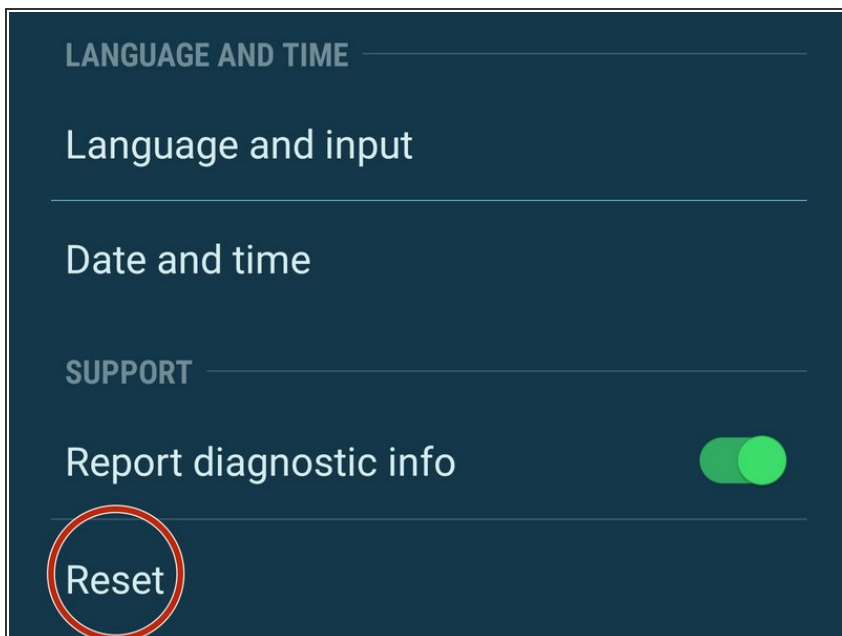 LANGUAGE AND TIME
Language and input
Date and time
SUPPORT
Report diagnostic info
Reset